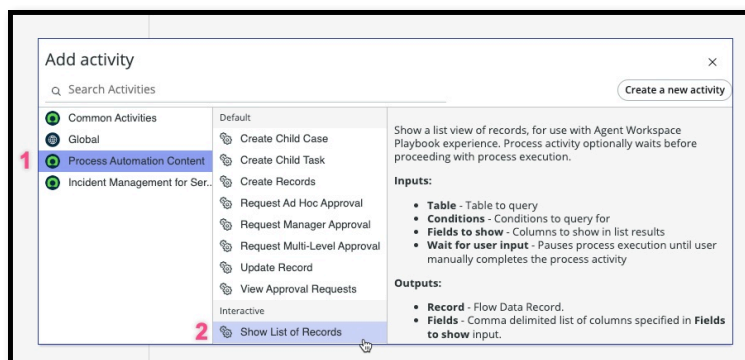 Add activity
Search Activities
Create a new activity
Common Activities
Global
1
Process Automation Content
Incident Management for Ser..
Default
Create Child Case
Create Child Task
Create Records
Request Ad Hoc Approval
Request Manager Approval
Request Multi-Level Approval
Update Record
View Approval Requests
Interactive
2
Show List of Records
Show a list view of records, for use with Agent Workspace
Playbook experience. Process activity optionally waits before
proceeding with process execution.
Inputs:
• Table - Table to query
• Conditions - Conditions to query for
• Fields to show - Columns to show in list results
• Wait for user input - Pauses process execution until user
manually completes the process activity
Outputs:
• Record - Flow Data Record.
• Fields - Comma delimited list of columns specified in Fields
to show input.